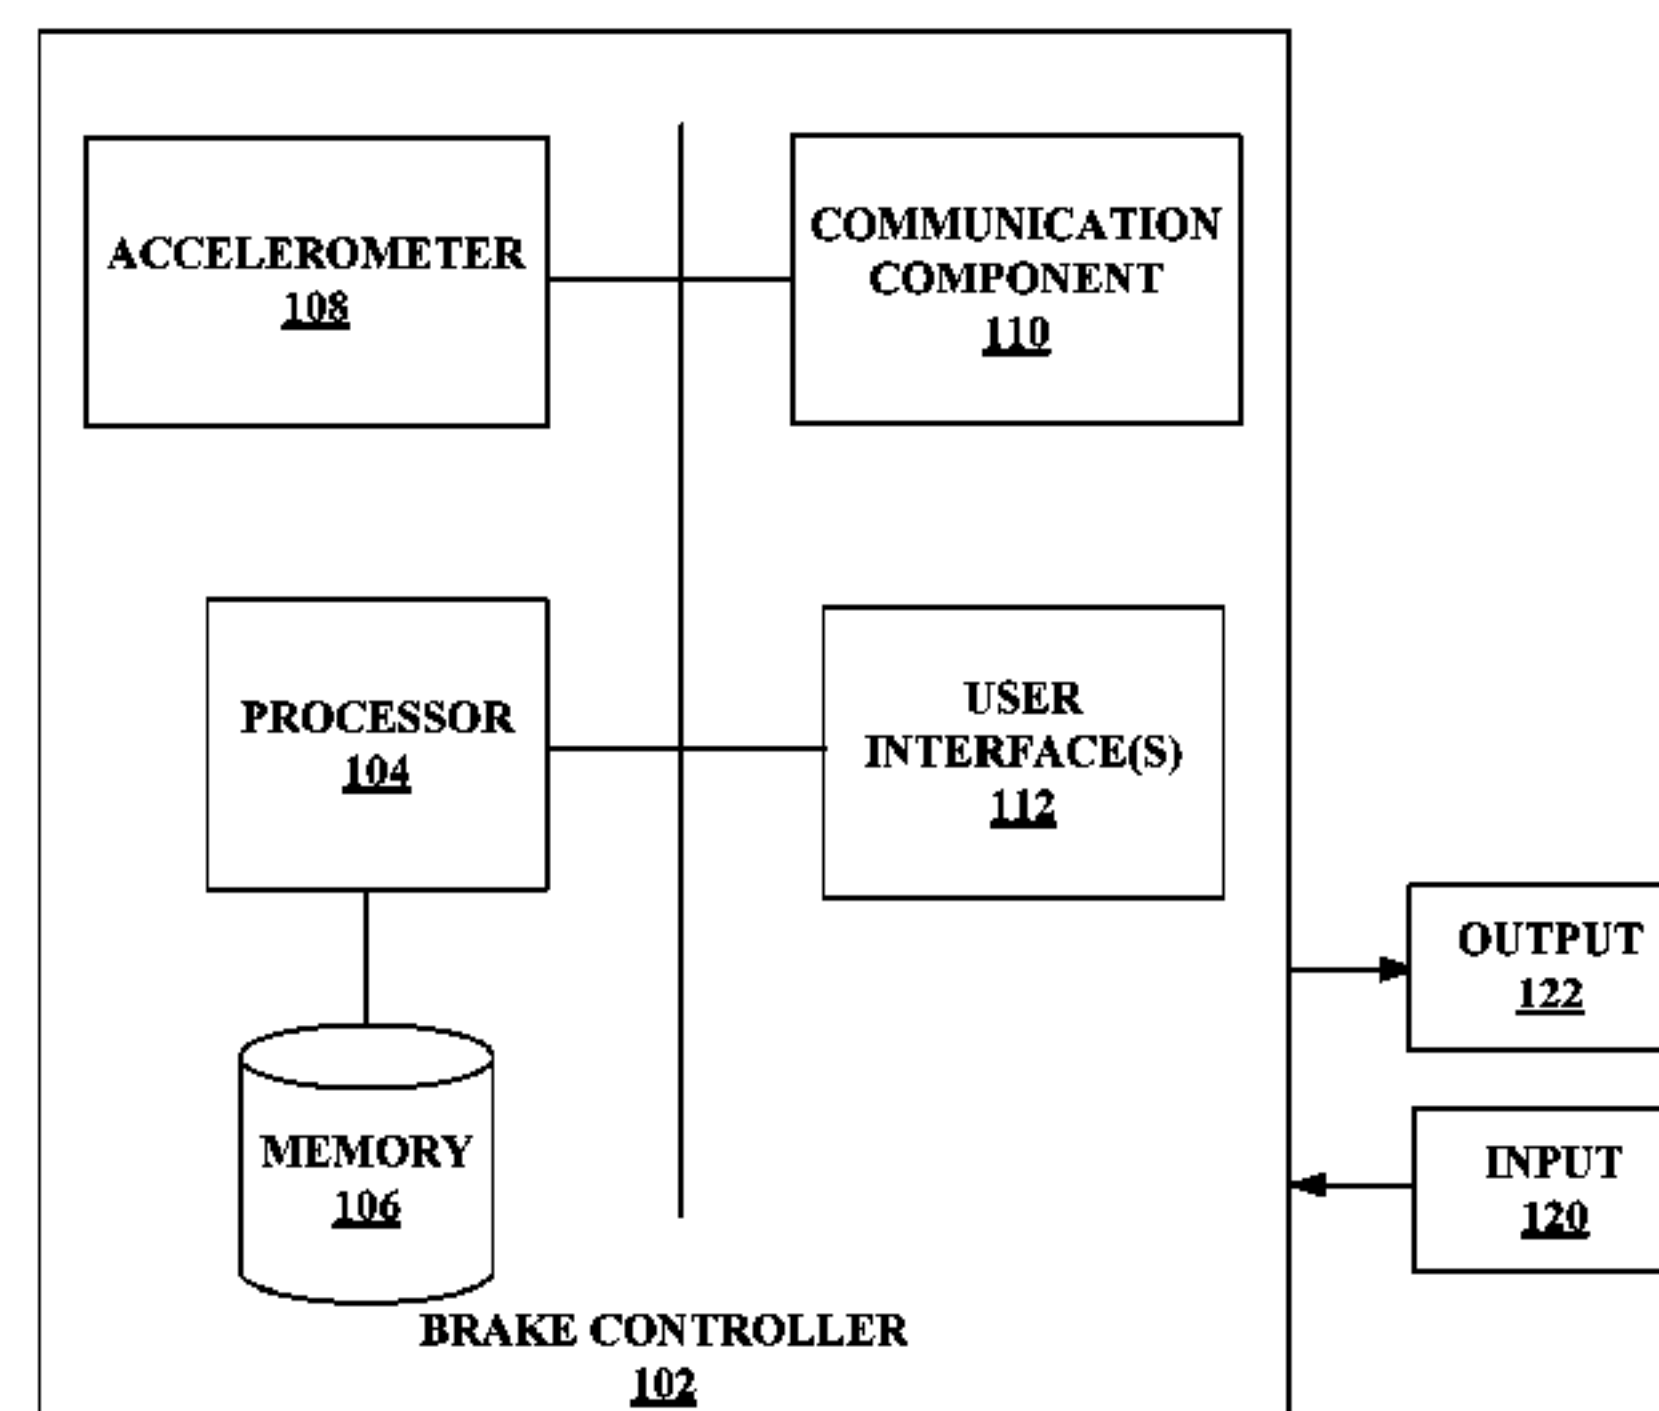 ACCELEROMETER
108
COMMUNICATION
COMPONENT
110
PROCESSOR
104
USER
INTERFACE(S)
112
OUTPUT
122
MEMORY
106
INPUT
120
BRAKE CONTROLLER
102